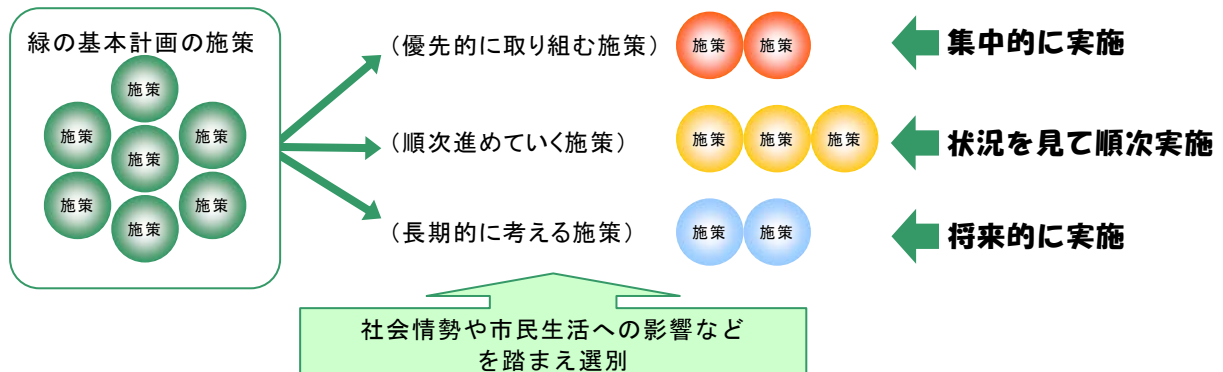 緑の基本計画の施策
施策
施策
施策
施策
施策
施策
施策
(優先的に取り組む施策)
施策 施策
集中的に実施
(順次進めていく施策)
施策 施策 施策
状況を見て順次実施
(長期的に考える施策)
施策 施策
将来的に実施
社会情勢や市民生活への影響など
を踏まえ選別